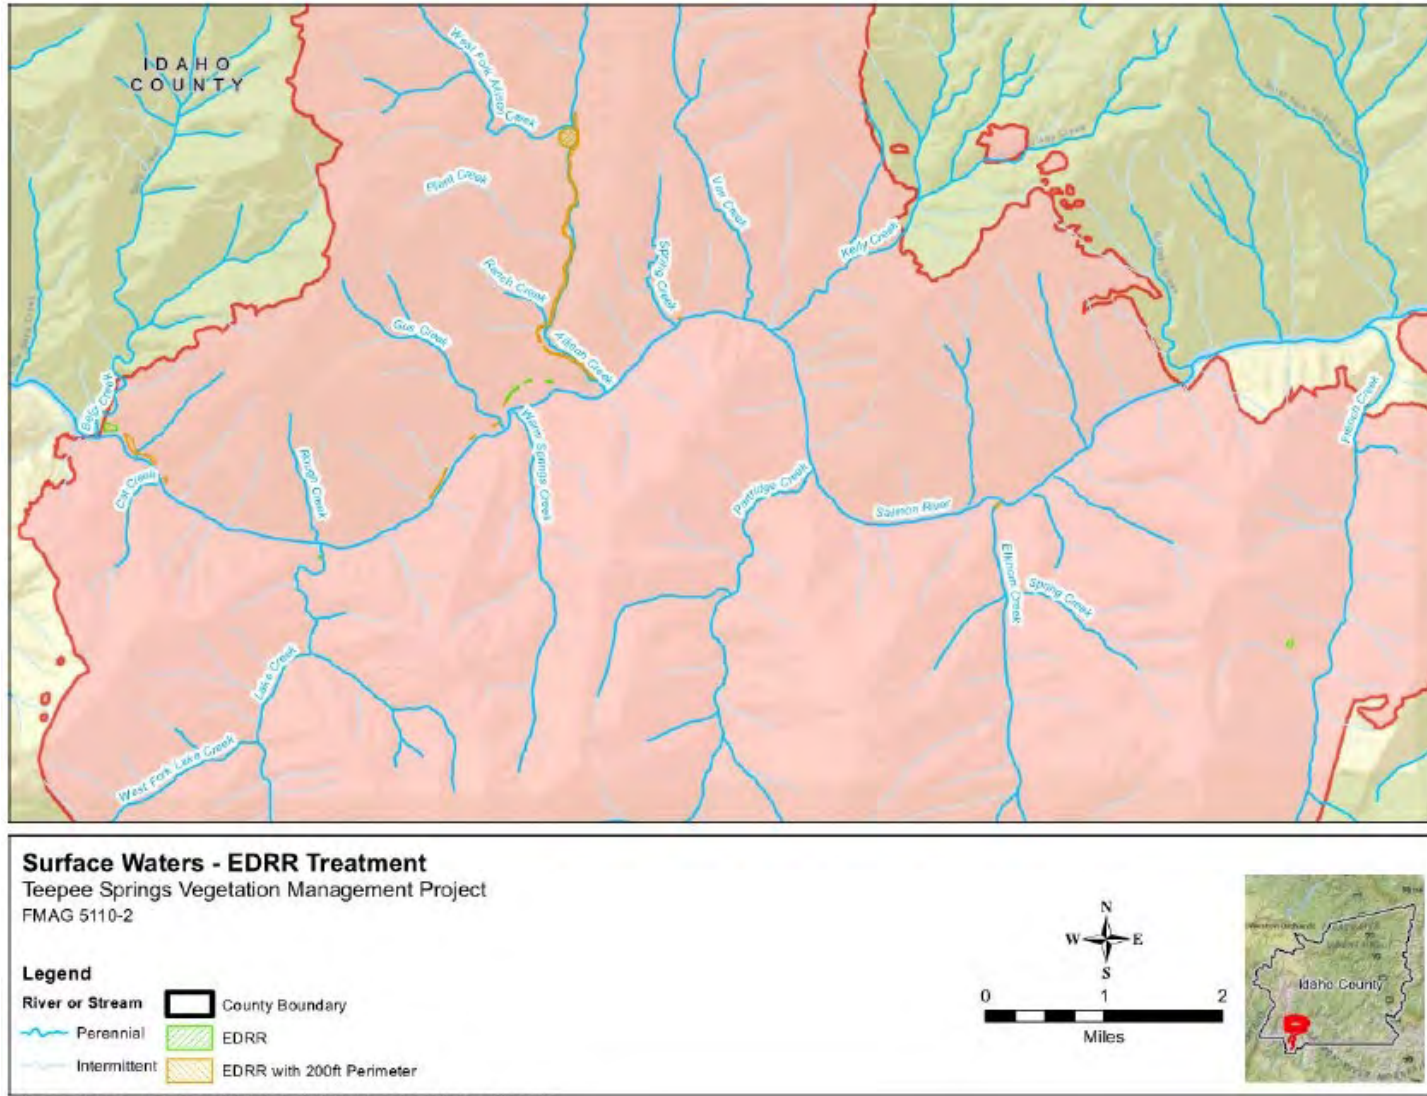 IDAHO
COUNTY
West Fork Allison Creek
Plant Creek
Ranch Creek
Gus Creek
Allison Creek
Spring Creek
Van Creek
Kelly Creek
Warm Springs Creek
Cat Creek
Rough Creek
Partridge Creek
Salmon River
Elkhorn Creek
Spring Creek
French Creek
Lake Creek
West Fork Lake Creek
Surface Waters - EDRR Treatment
Teepee Springs Vegetation Management Project
FMAG 5110-2
Legend
River or Stream
Perennial
Intermittent
County Boundary
EDRR
EDRR with 200ft Perimeter
N
W
E
S
0 1 2
Miles
Idaho County